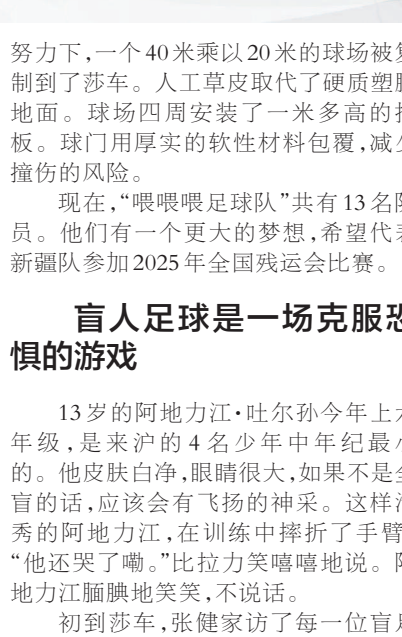 努力下，一个40米乘以20米的球场被复
制到了莎车。人工草皮取代了硬质塑胶
地面。球场四周安装了一米多高的挡
板。球门用厚实的软性材料包覆，减少
撞伤的风险。
现在，“喂喂喂足球队”共有13名队
员。他们有一个更大的梦想，希望代表
新疆队参加2025年全国残运会比赛。
盲人足球是一场克服恐
惧的游戏
13岁的阿地力江·吐尔孙今年上六
年级，是来沪的4名少年中年纪最小
的。他皮肤白净，眼睛很大，如果不是全
盲的话，应该会有飞扬的神采。这样清
秀的阿地力江，在训练中摔折了手臂。
“他还哭了嘞。”比拉力笑嘻嘻地说。阿
地力江腼腆地笑笑，不说话。
初到莎车，张健家访了每一位盲足